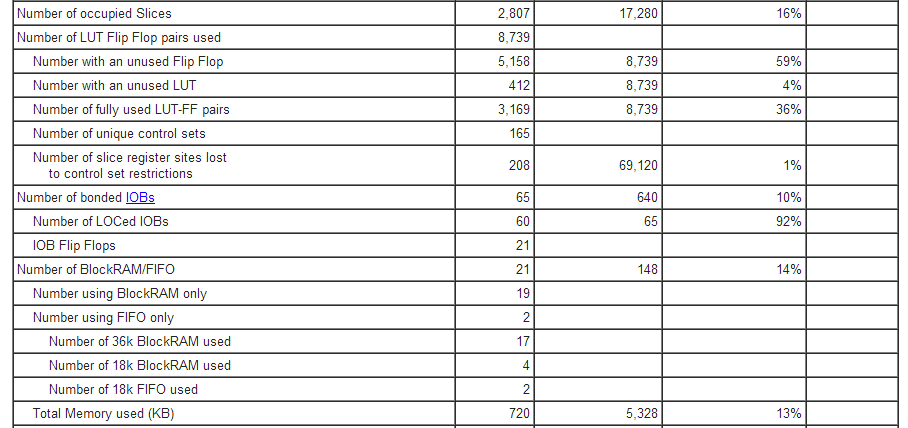 Number of occupied Slices 2,807 17,280 16%
Number of LUT Flip Flop pairs used 8,739
Number with an unused Flip Flop 5,158 8,739 59%
Number with an unused LUT 412 8,739 4%
Number of fully used LUT-FF pairs 3,169 8,739 36%
Number of unique control sets 165
Number of slice register sites lost
to control set restrictions 208 69,120 1%
Number of bonded IOBs 65 640 10%
Number of LOCed IOBs 60 65 92%
IOB Flip Flops 21
Number of BlockRAM/FIFO 21 148 14%
Number using BlockRAM only 19
Number using FIFO only 2
Number of 36k BlockRAM used 17
Number of 18k BlockRAM used 4
Number of 18k FIFO used 2
Total Memory used (KB) 720 5,328 13%